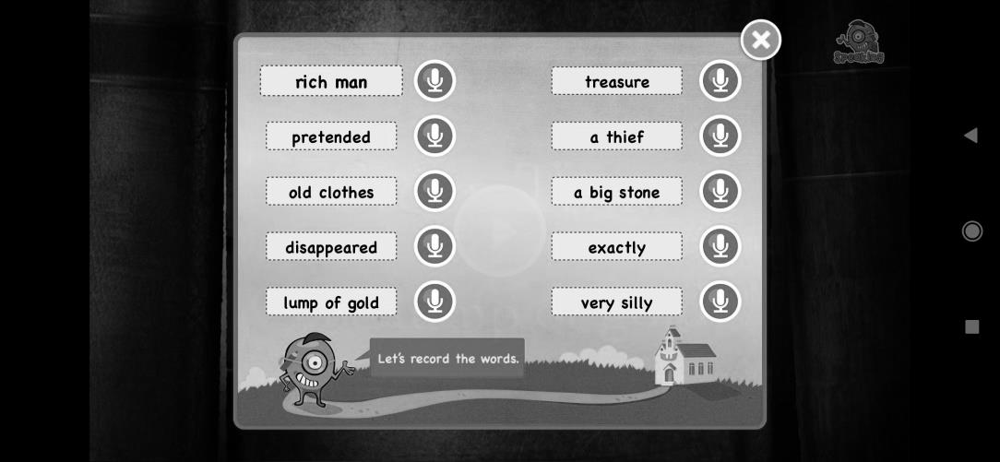 Speaking
rich man
treasure
pretended
a thief
old clothes
a big stone
disappeared
exactly
lump of gold
very silly
Let's record the words.